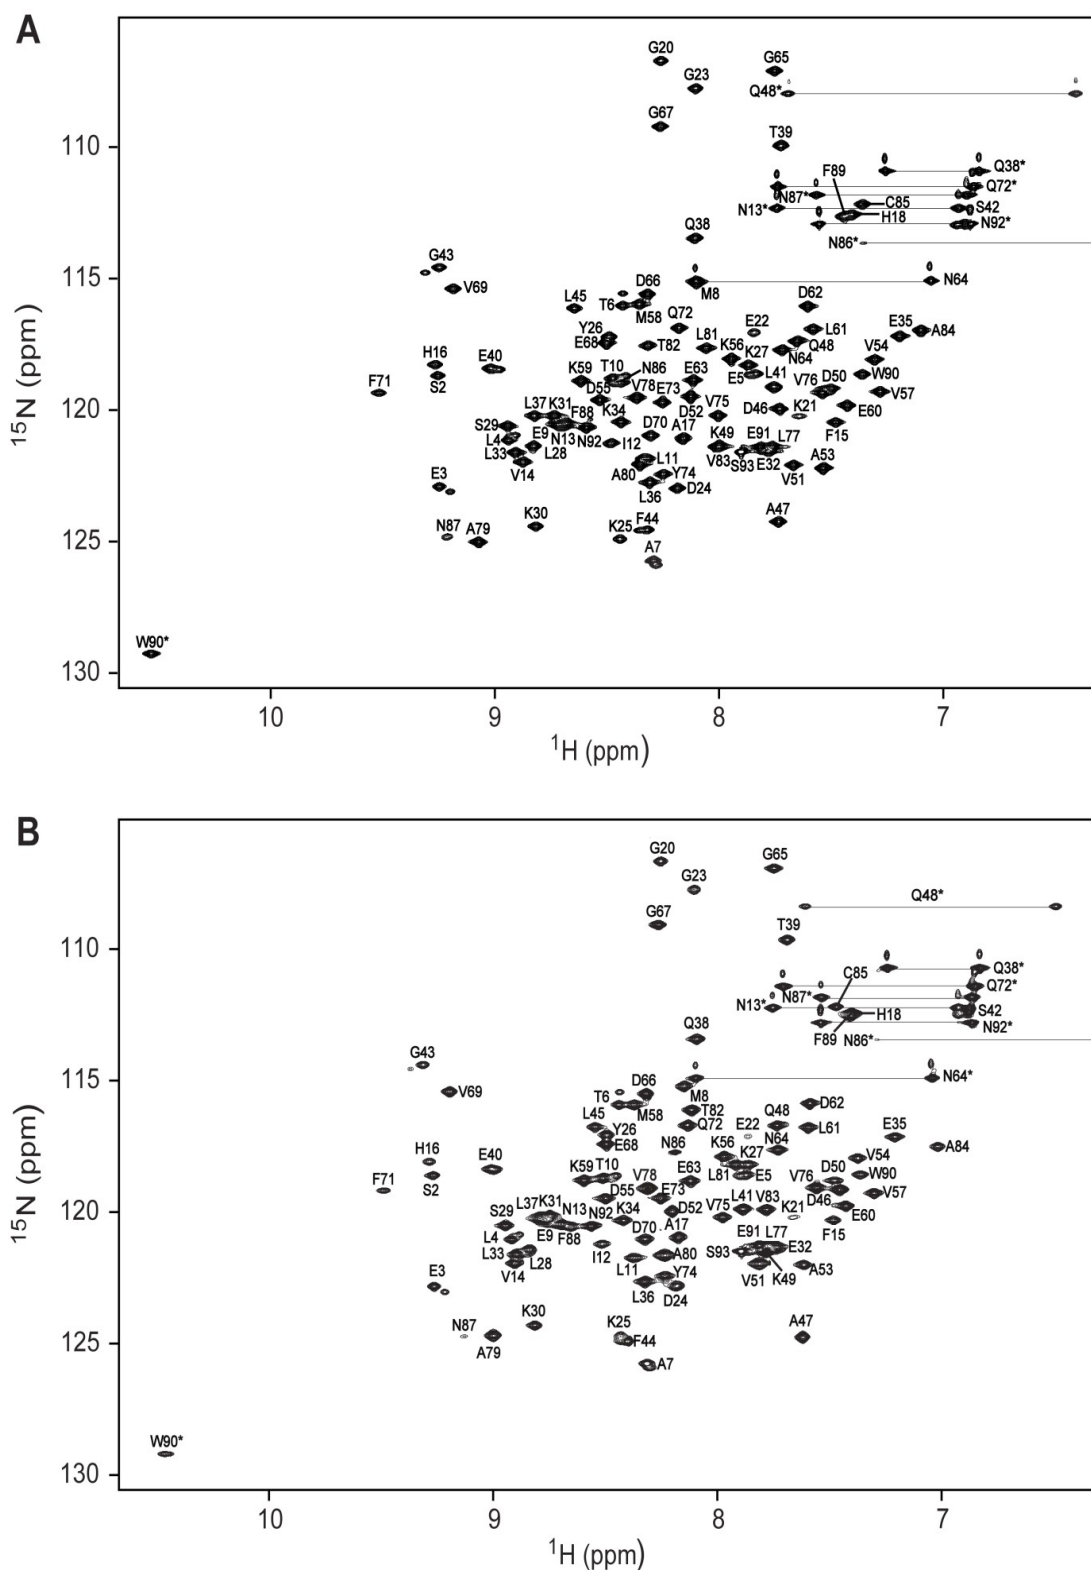 A
G20
G65
G23
Q48*
G67
110
T39
F89
Q38*
Q72*
N87*
C85
S42
N13*
H18
N92*
Q38
N86*
G43
D66
N64
115
V69
L45
T6
M8
D62
M58
Q72
E22
L61
E35
Y26
L81
A84
E68
T82
K56
K27
Q48
N64
V54
H16
E40
K59
T10
N86
E63
E5
L41
V76
D50
W90
F71
S2
D55
V78
E73
V75
V57
L37
K31
F88
K34
D52
D46
K21
E60
120
S29
D70
A17
F15
L4
E9
N13
N92
I12
K49
E91
L77
L33
L28
L11
V83
S93
E32
A53
V14
A80
Y74
V51
E3
L36
D24
N87
K30
F44
A47
125
A79
K25
A7
W90*
130
10
9
8
7
15N (ppm)
1H (ppm)
B
G20
G65
G23
Q48*
G67
T39
110
C85
Q38*
N87*
Q72*
N13*
H18
S42
Q38
F89
N86*
N92*
G43
115
D66
N64*
V69
T6
M8
M58
T82
D62
L45
Q72
Q48
Y26
E22
L61
E35
E68
N86
N64
H16
E40
K56
K27
V54
A84
K59
T10
E63
L81
E5
V76
D50
W90
F71
S2
V78
E73
D55
D46
V57
L37
K31
N13
N92
K34
D52
V75
L41
V83
K21
E60
120
S29
E9
F88
D70
A17
F15
L4
E91
L77
L33
L28
I12
S93
E32
L11
A80
K49
A53
V14
Y74
V51
E3
L36
D24
K30
K25
A47
N87
F44
125
A79
A7
W90*
130
10
9
8
7
15N (ppm)
1H (ppm)